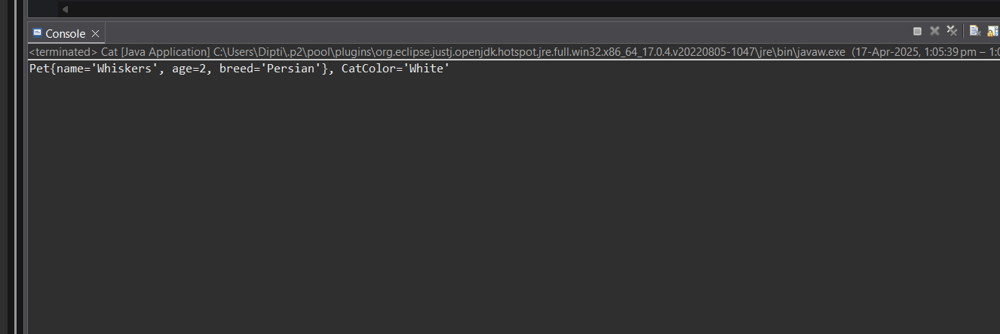 Console
<terminated> Cat [Java Application] C:\Users\Dipti\.p2\pool\plugins\org.eclipse.justj.openjdk.hotspot.jre.full.win32.x86_64_17.0.4.v20220805-1047\jre\bin\javaw.exe (17-Apr-2025, 1:05:39 pm – 1:0
Pet{name='Whiskers', age=2, breed='Persian'}, CatColor='White'